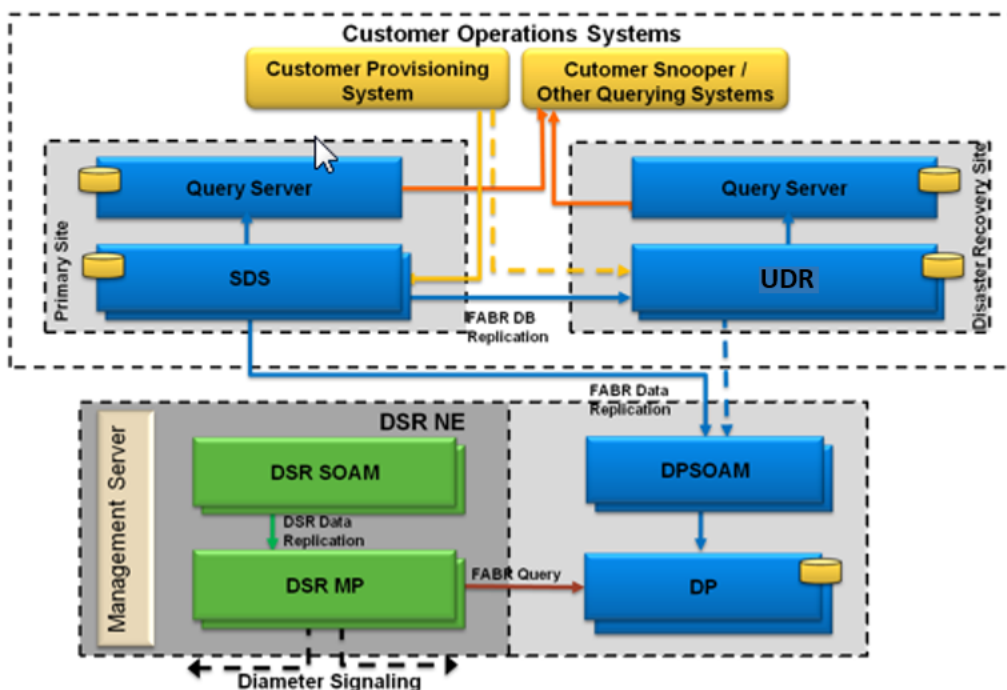 Customer Operations Systems
Customer Provisioning
System
Cutomer Snooper /
Other Querying Systems
Primary Site
Query Server
SDS
Query Server
UDR
Disaster Recovery Site
FABR DB
Replication
FABR Data
Replication
Management Server
DSR NE
DSR SOAM
DSR Data
Replication
DSR MP
FABR Query
DPSOAM
DP
Diameter Signaling